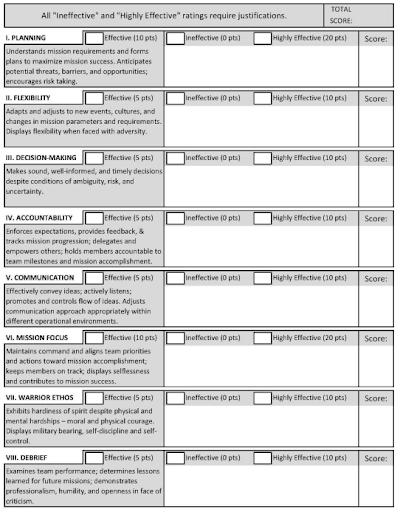 All "Ineffective" and "Highly Effective" ratings require justifications.
TOTAL
SCORE:
I. PLANNING Effective (10 pts) Ineffective (0 pts) Highly Effective (20 pts) Score:
Understands mission requirements and forms
plans to maximize mission success. Anticipates
potential threats, barriers, and opportunities;
encourages risk taking.
II. FLEXIBILITY Effective (5 pts) Ineffective (0 pts) Highly Effective (10 pts) Score:
Adapts and adjusts to new events, cultures, and
changes in mission parameters and requirements.
Displays flexibility when faced with adversity.
III. DECISION-MAKING Effective (5 pts) Ineffective (0 pts) Highly Effective (10 pts) Score:
Makes sound, well-informed, and timely decisions
despite conditions of ambiguity, risk, and
uncertainty.
IV. ACCOUNTABILITY Effective (5 pts) Ineffective (0 pts) Highly Effective (10 pts) Score:
Enforces expectations, provides feedback, &
tracks mission progression; delegates and
empowers others; holds members accountable to
team milestones and mission accomplishment.
V. COMMUNICATION Effective (5 pts) Ineffective (0 pts) Highly Effective (10 pts) Score:
Effectively convey ideas; actively listens;
promotes and controls flow of ideas. Adjusts
communication approach appropriately within
different operational environments.
VI. MISSION FOCUS Effective (10 pts) Ineffective (0 pts) Highly Effective (20 pts) Score:
Maintains command and aligns team priorities
and actions toward mission accomplishment;
keeps members on track; displays selflessness
and contributes to mission success.
VII. WARRIOR ETHOS Effective (5 pts) Ineffective (0 pts) Highly Effective (10 pts) Score:
Exhibits hardiness of spirit despite physical and
mental hardships – moral and physical courage.
Displays military bearing, self-discipline and self-
control.
VIII. DEBRIEF Effective (5 pts) Ineffective (0 pts) Highly Effective (10 pts) Score:
Examines team performance; determines lessons
learned for future missions; demonstrates
professionalism, humility, and openness in face of
criticism.